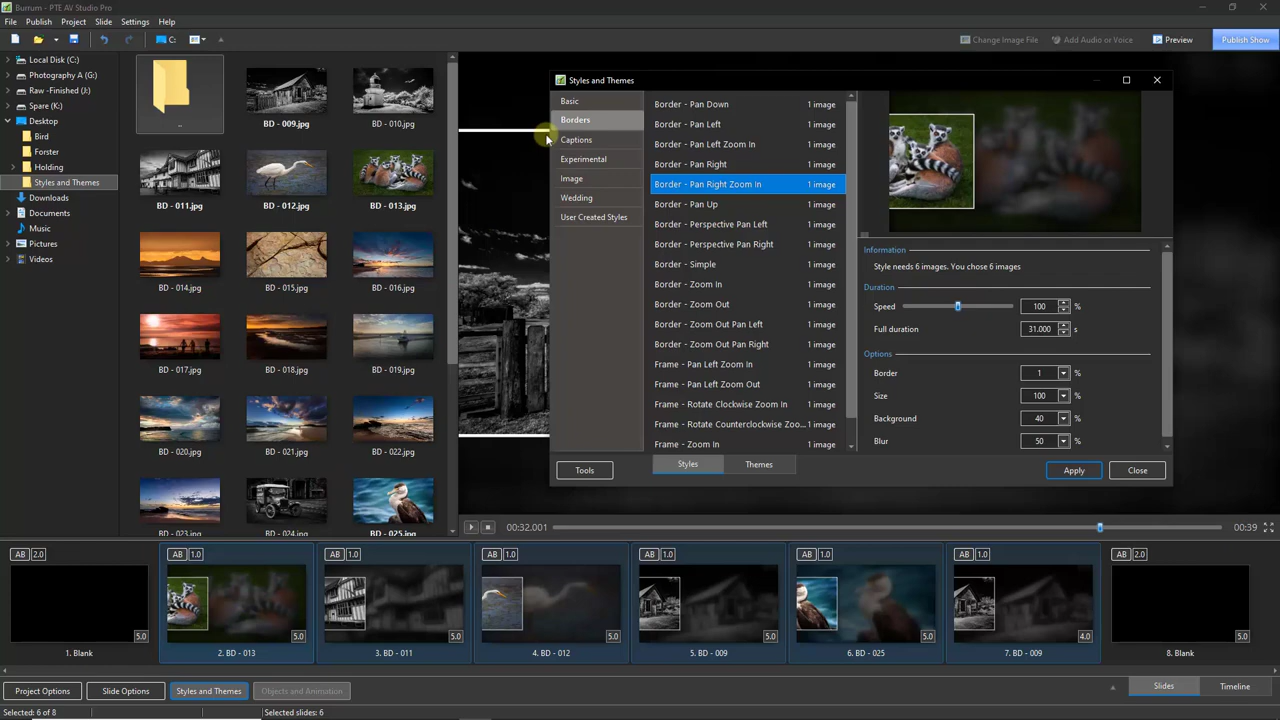 Burrum - PTE AV Studio Pro
File Publish Project Slide Settings Help
C:
Change Image File Add Audio or Voice Preview Publish Show
Local Disk (C:)
Photography A (G:)
Raw -Finished (J:)
Spare (K:)
Desktop
Bird
Forster
Holding
Styles and Themes
Downloads
Documents
Music
Pictures
Videos
..
BD - 009.jpg
BD - 010.jpg
BD - 011.jpg
BD - 012.jpg
BD - 013.jpg
BD - 014.jpg
BD - 015.jpg
BD - 016.jpg
BD - 017.jpg
BD - 018.jpg
BD - 019.jpg
BD - 020.jpg
BD - 021.jpg
BD - 022.jpg
BD - 023.jpg
BD - 024.jpg
BD - 025.jpg
Styles and Themes
Basic
Borders
Captions
Experimental
Image
Wedding
User Created Styles
Border - Pan Down 1 image
Border - Pan Left 1 image
Border - Pan Left Zoom In 1 image
Border - Pan Right 1 image
Border - Pan Right Zoom In 1 image
Border - Pan Up 1 image
Border - Perspective Pan Left 1 image
Border - Perspective Pan Right 1 image
Border - Simple 1 image
Border - Zoom In 1 image
Border - Zoom Out 1 image
Border - Zoom Out Pan Left 1 image
Border - Zoom Out Pan Right 1 image
Frame - Pan Left Zoom In 1 image
Frame - Pan Left Zoom Out 1 image
Frame - Rotate Clockwise Zoom In 1 image
Frame - Rotate Counterclockwise Zoo... 1 image
Frame - Zoom In 1 image
Information
Style needs 6 images. You chose 6 images
Duration
Speed 100 %
Full duration 31.000 s
Options
Border 1 %
Size 100 %
Background 40 %
Blur 50 %
Tools Styles Themes Apply Close
00:32.001 00:39
AB 2.0 AB 1.0 AB 1.0 AB 1.0 AB 1.0 AB 1.0 AB 1.0 AB 2.0
5.0 5.0 5.0 5.0 5.0 5.0 4.0 5.0
1. Blank 2. BD - 013 3. BD - 011 4. BD - 012 5. BD - 009 6. BD - 025 7. BD - 009 8. Blank
Project Options Slide Options Styles and Themes Objects and Animation Slides Timeline
Selected: 6 of 8 Selected slides: 6